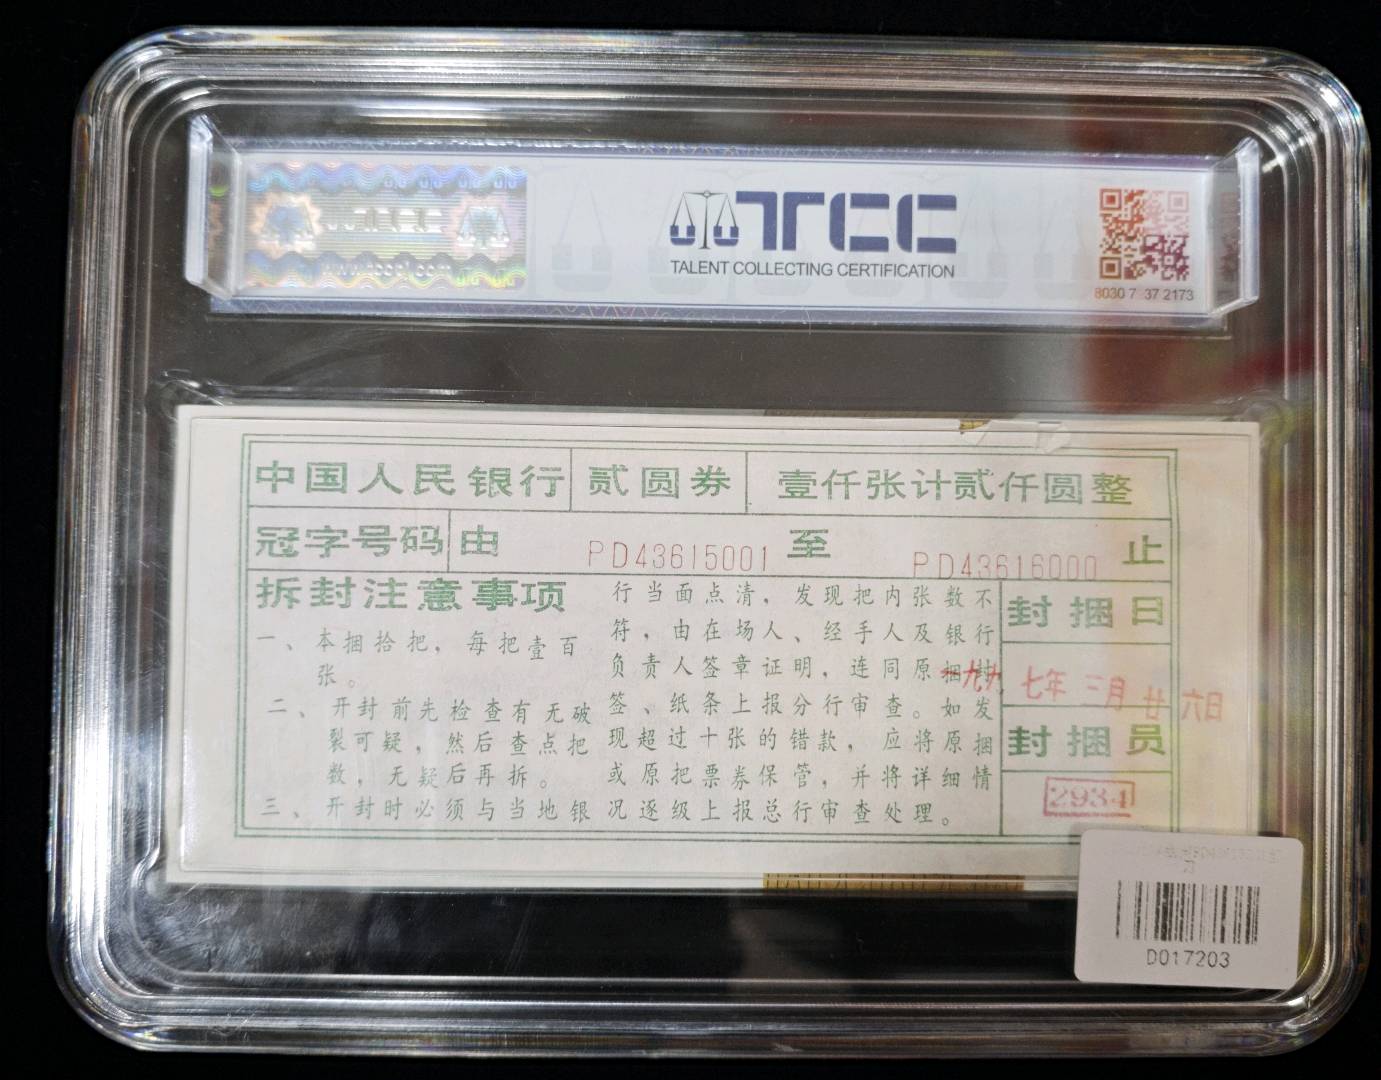 TCC
TALENT COLLECTING CERTIFICATION
8030 7 37 2173
中国人民银行 贰圆券 壹仟张计贰仟圆整
冠字号码 由 PD43615001 至 PD43616000 止
拆封注意事项
一、本捆拾把，每把壹百
张。
二、开封前先检查有无破
裂可疑，然后查点把
数，无疑后再拆。
三、开封时必须与当地银
行当面点清，发现把内张数不
符，由在场人、经手人及银行
负责人签章证明，连同原捆封
签、纸条上报分行审查。如发
现超过十张的错款，应将原捆
或原把票券保管，并将详细情
况逐级上报总行审查处理。
封捆日
一九九七年三月廿六日
封捆员
2934
D017203